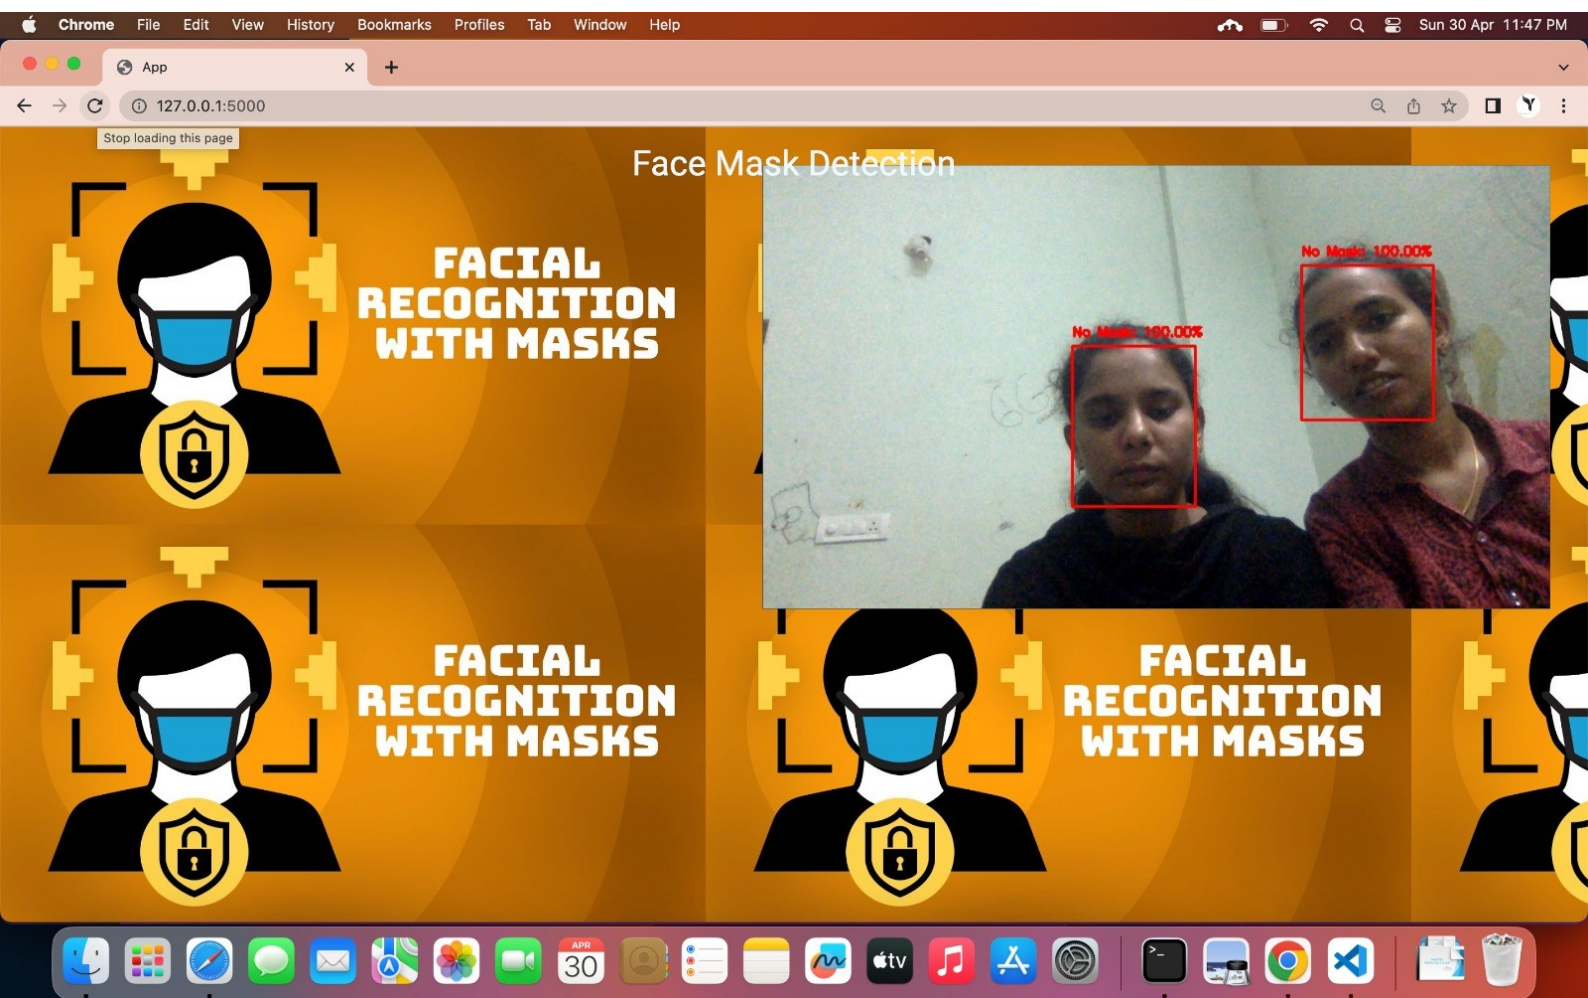 Chrome File Edit View History Bookmarks Profiles Tab Window Help Sun 30 Apr 11:47 PM
App
127.0.0.1:5000
Stop loading this page
Face Mask Detection
FACIAL
RECOGNITION
WITH MASKS
No Mask: 100.00%
No Mask: 100.00%
FACIAL
RECOGNITION
WITH MASKS
FACIAL
RECOGNITION
WITH MASKS
APR
30
tv